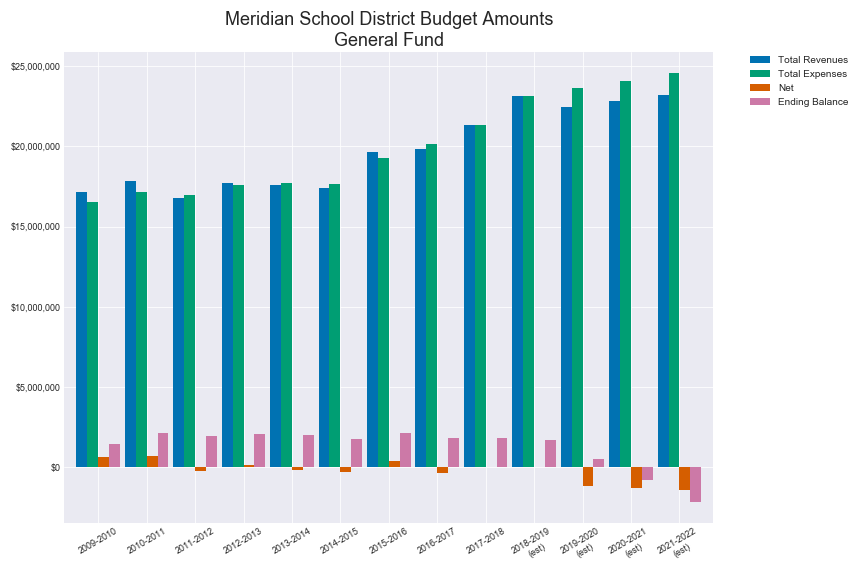 Meridian School District Budget Amounts
General Fund
Total Revenues
Total Expenses
Net
Ending Balance
$25,000,000
$20,000,000
$15,000,000
$10,000,000
$5,000,000
$0
2009-2010
2010-2011
2011-2012
2012-2013
2013-2014
2014-2015
2015-2016
2016-2017
2017-2018
2018-2019
(est)
2019-2020
(est)
2020-2021
(est)
2021-2022
(est)